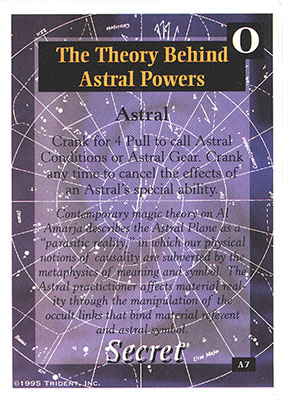 The Theory Behind
Astral Powers
O
Astral
Crank for 4 Pull to call Astral
Conditions or Astral Gear. Crank
any time to cancel the effects of
an Astral's special ability.
Contemporary magic theory on Al
Amarja describes the Astral Plane as a
"parasitic reality," in which our physical
notions of causality are subverted by the
metaphysics of meaning and symbol. The
Astral practictioner affects material real-
ity through the manipulation of the
occult links that bind material referent
and astral symbol.
Secret
Ursa Major
A7
©1995 TRIDENT, INC.